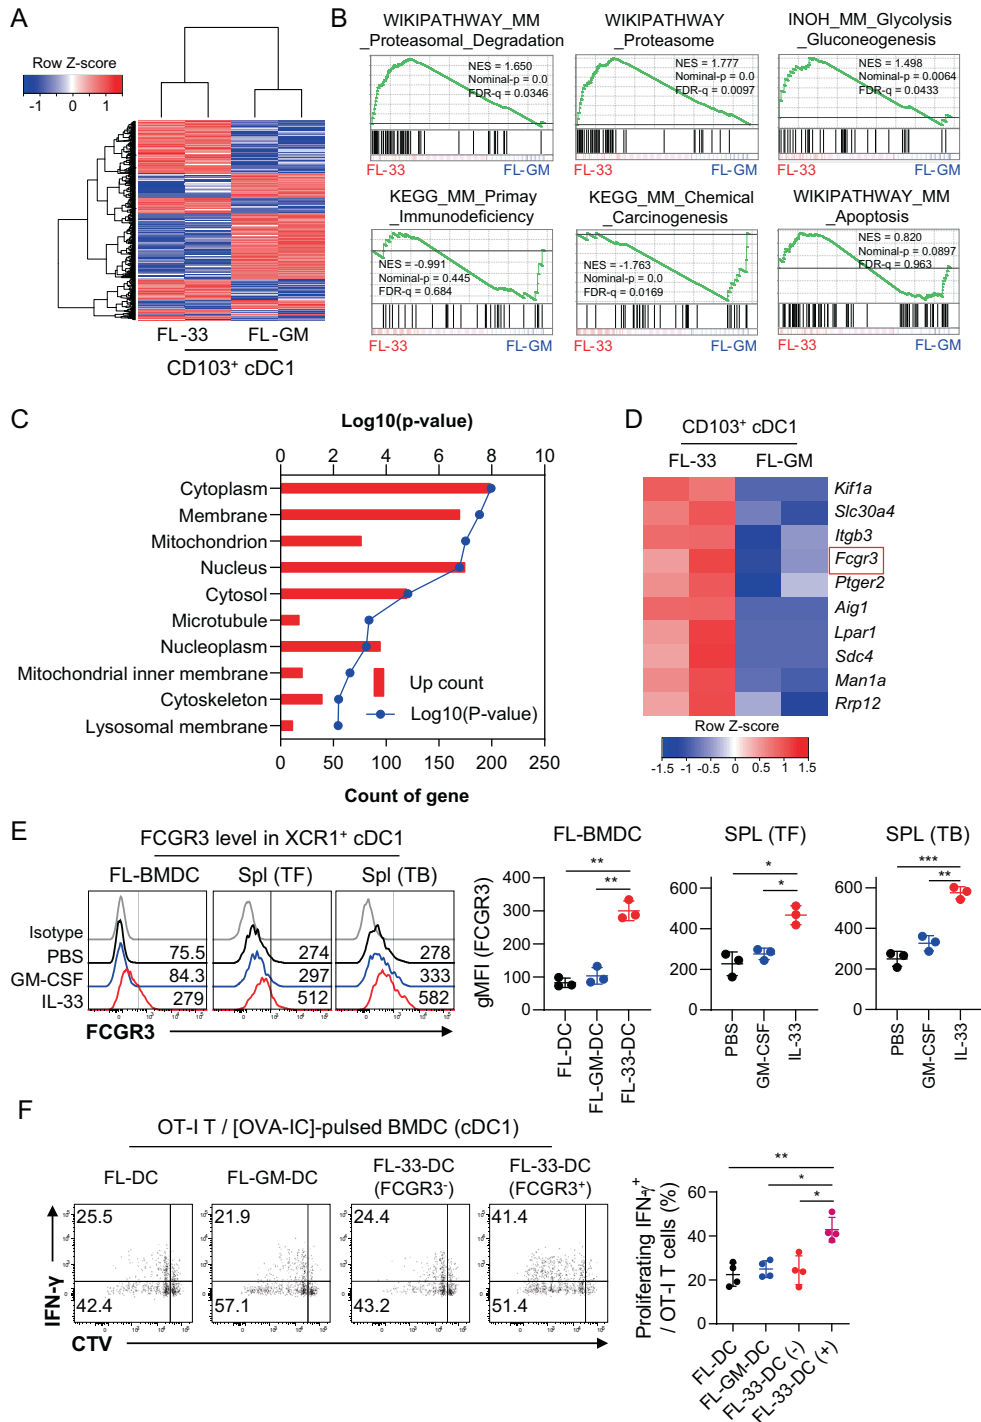 A
Row Z-score
-1 0 1
FL-33 FL-GM
CD103+ cDC1
B
WIKIPATHWAY_MM
_Proteasomal_Degradation
NES = 1.650
Nominal-p = 0.0
FDR-q = 0.0346
FL-33 FL-GM
WIKIPATHWAY
_Proteasome
NES = 1.777
Nominal-p = 0.0
FDR-q = 0.0097
FL-33 FL-GM
INOH_MM_Glycolysis
_Gluconeogenesis
NES = 1.498
Nominal-p = 0.0064
FDR-q = 0.0433
FL-33 FL-GM
KEGG_MM_Primay
_Immunodeficiency
NES = -0.991
Nominal-p = 0.445
FDR-q = 0.684
FL-33 FL-GM
KEGG_MM_Chemical
_Carcinogenesis
NES = -1.763
Nominal-p = 0.0
FDR-q = 0.0169
FL-33 FL-GM
WIKIPATHWAY_MM
_Apoptosis
NES = 0.820
Nominal-p = 0.0897
FDR-q = 0.963
FL-33 FL-GM
C
Log10(p-value)
0 2 4 6 8 10
Cytoplasm
Membrane
Mitochondrion
Nucleus
Cytosol
Microtubule
Nucleoplasm
Mitochondrial inner membrane
Cytoskeleton
Lysosomal membrane
Up count
Log10(P-value)
0 50 100 150 200 250
Count of gene
D
CD103+ cDC1
FL-33 FL-GM
Kif1a
Slc30a4
Itgb3
Fcgr3
Ptger2
Aig1
Lpar1
Sdc4
Man1a
Rrp12
Row Z-score
-1.5 -1 -0.5 0 0.5 1 1.5
E
FCGR3 level in XCR1+ cDC1
FL-BMDC Spl (TF) Spl (TB)
Isotype
PBS 75.5 274 278
GM-CSF 84.3 297 333
IL-33 279 512 582
FCGR3
FL-BMDC
gMFI (FCGR3)
400
300
200
100
0
**
**
FL-DC
FL-GM-DC
FL-33-DC
SPL (TF)
600
400
200
0
*
*
PBS
GM-CSF
IL-33
SPL (TB)
600
400
200
0
***
**
PBS
GM-CSF
IL-33
F
OT-I T / [OVA-IC]-pulsed BMDC (cDC1)
FL-DC
FL-GM-DC
FL-33-DC
(FCGR3-)
FL-33-DC
(FCGR3+)
25.5 21.9 24.4 41.4
42.4 57.1 43.2 51.4
IFN-γ
CTV
Proliferating IFN-γ+
/ OT-I T cells (%)
60
40
20
0
**
*
*
FL-DC
FL-GM-DC
FL-33-DC (-)
FL-33-DC (+)